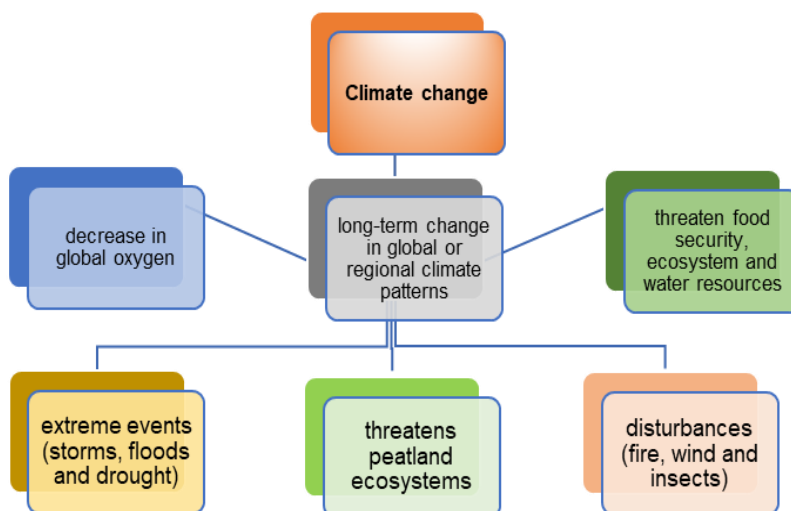 Climate change
decrease in
global oxygen
long-term change
in global or
regional climate
patterns
threaten food
security,
ecosystem and
water resources
extreme events
(storms, floods
and drought)
threatens
peatland
ecosystems
disturbances
(fire, wind and
insects)